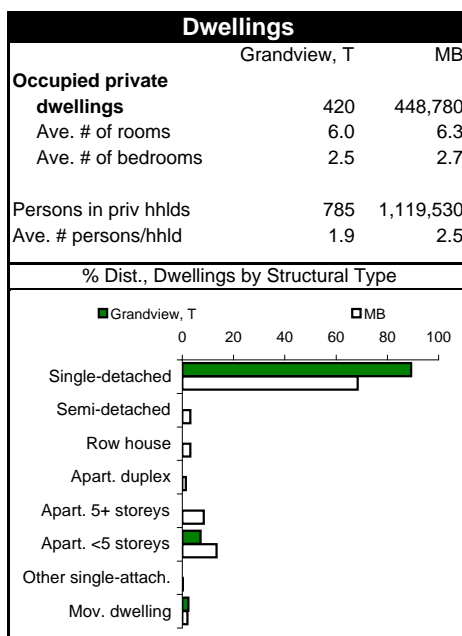 Dwellings
Grandview, T MB
Occupied private
dwellings 420 448,780
Ave. # of rooms 6.0 6.3
Ave. # of bedrooms 2.5 2.7
Persons in priv hhlds 785 1,119,530
Ave. # persons/hhld 1.9 2.5
% Dist., Dwellings by Structural Type
Grandview, T MB
0 20 40 60 80 100
Single-detached
Semi-detached
Row house
Apart. duplex
Apart. 5+ storeys
Apart. <5 storeys
Other single-attach.
Mov. dwelling